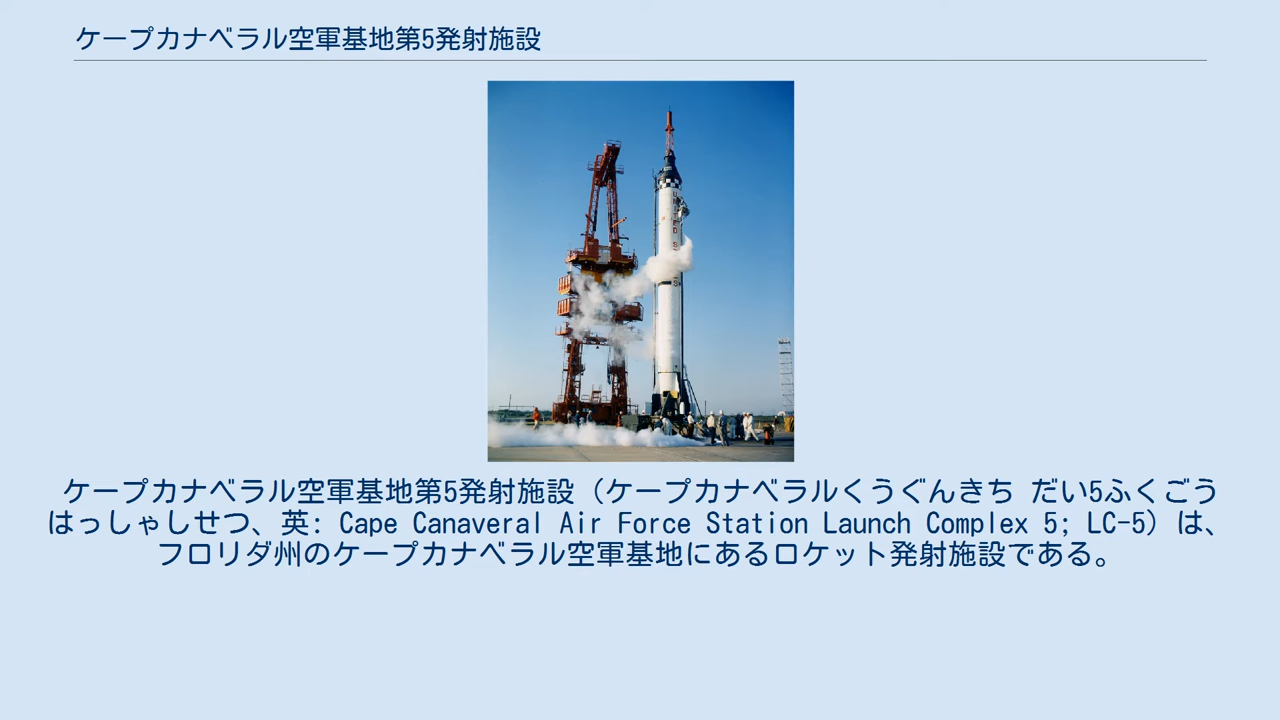 ケープカナベラル空軍基地第5発射施設
ケープカナベラル空軍基地第5発射施設（ケープカナベラルくうぐんきち だい5ふくごう
はっしゃしせつ、英: Cape Canaveral Air Force Station Launch Complex 5; LC-5）は、
フロリダ州のケープカナベラル空軍基地にあるロケット発射施設である。